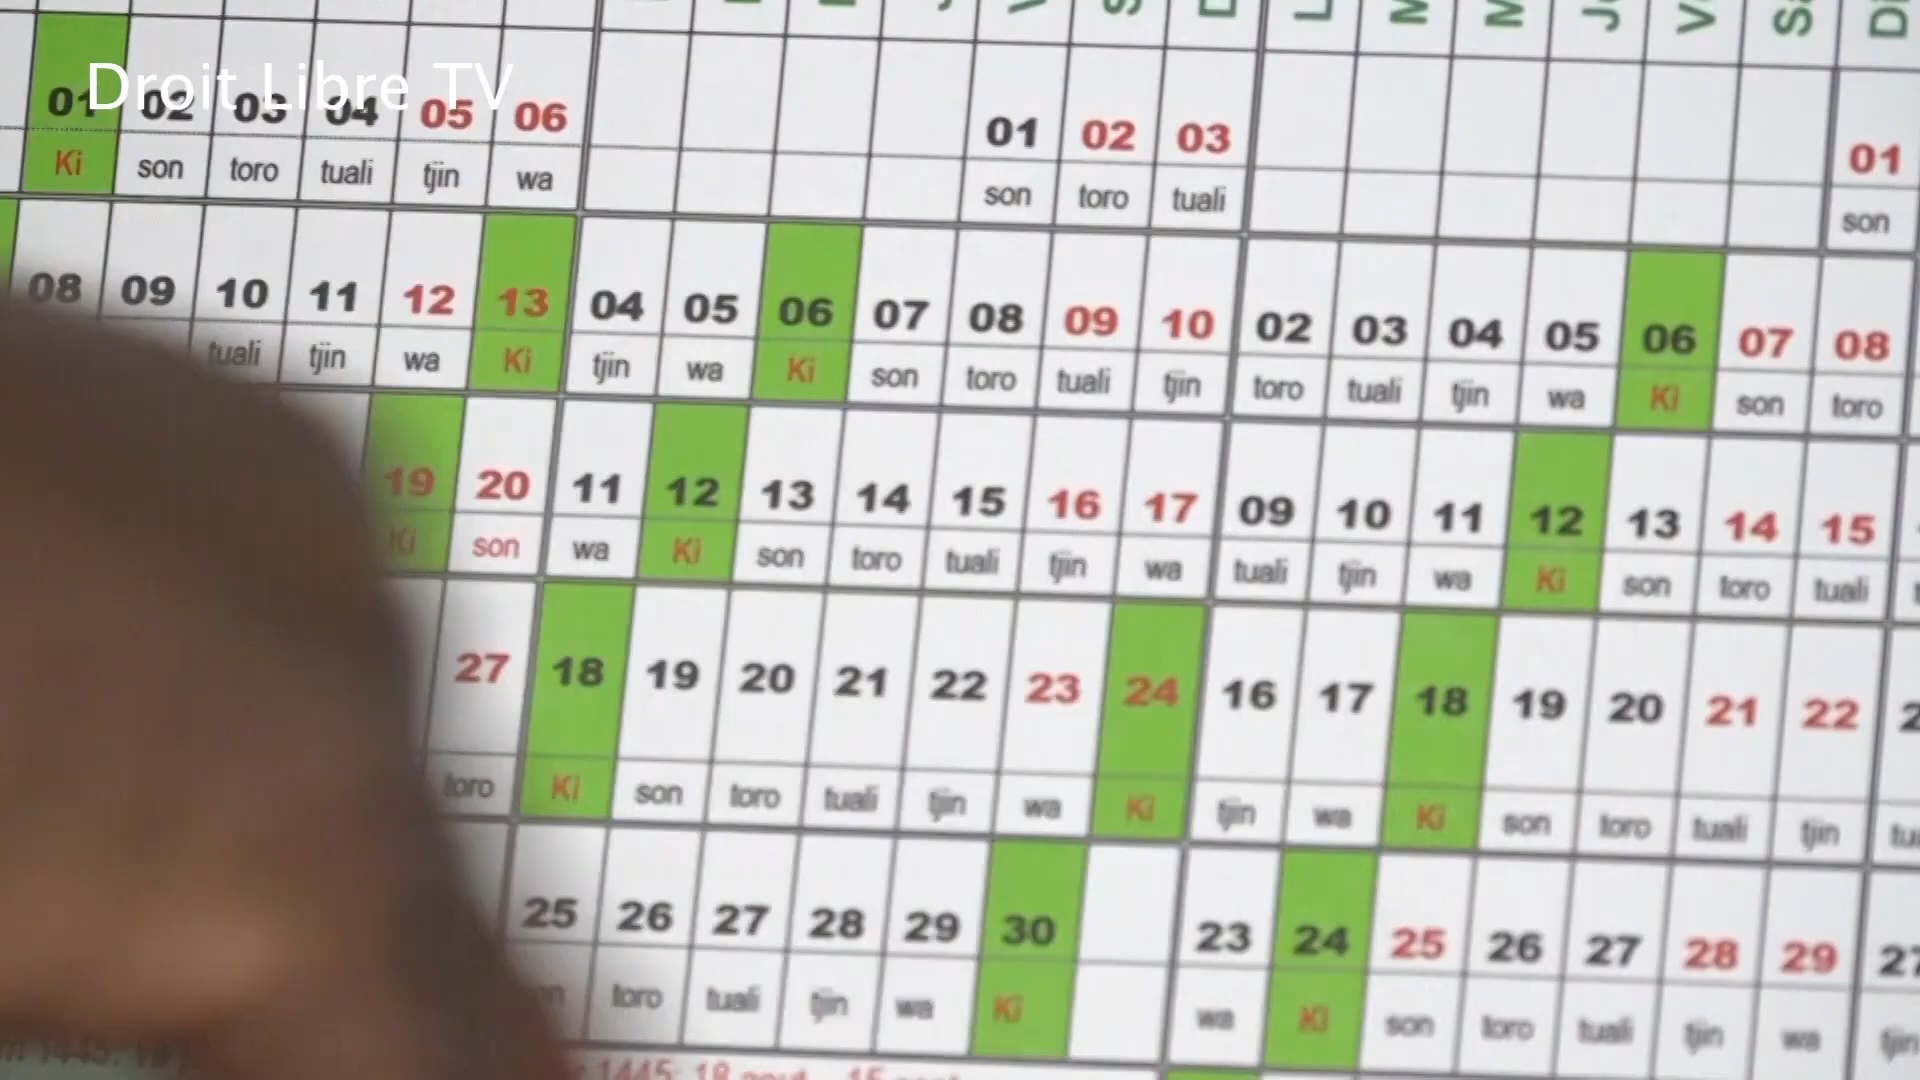 Droit Libre TV
01 02 03 04 05 06 01 02 03 01
Ki son toro tuali tjin wa son toro tuali son
08 09 10 11 12 13 04 05 06 07 08 09 10 02 03 04 05 06 07 08
tuali tjin wa Ki tjin wa Ki son toro tuali tjin toro tuali tjin wa Ki son toro
19 20 11 12 13 14 15 16 17 09 10 11 12 13 14 15
Ki son wa Ki son toro tuali tjin wa tuali tjin wa Ki son toro tuali
27 18 19 20 21 22 23 24 16 17 18 19 20 21 22
toro Ki son toro tuali tjin wa Ki tjin wa Ki son toro tuali tjin
25 26 27 28 29 30 23 24 25 26 27 28 29 27
toro tuali tjin wa Ki wa Ki son toro tuali tjin wa tjin
1445: 18 1445: 18 aout 15